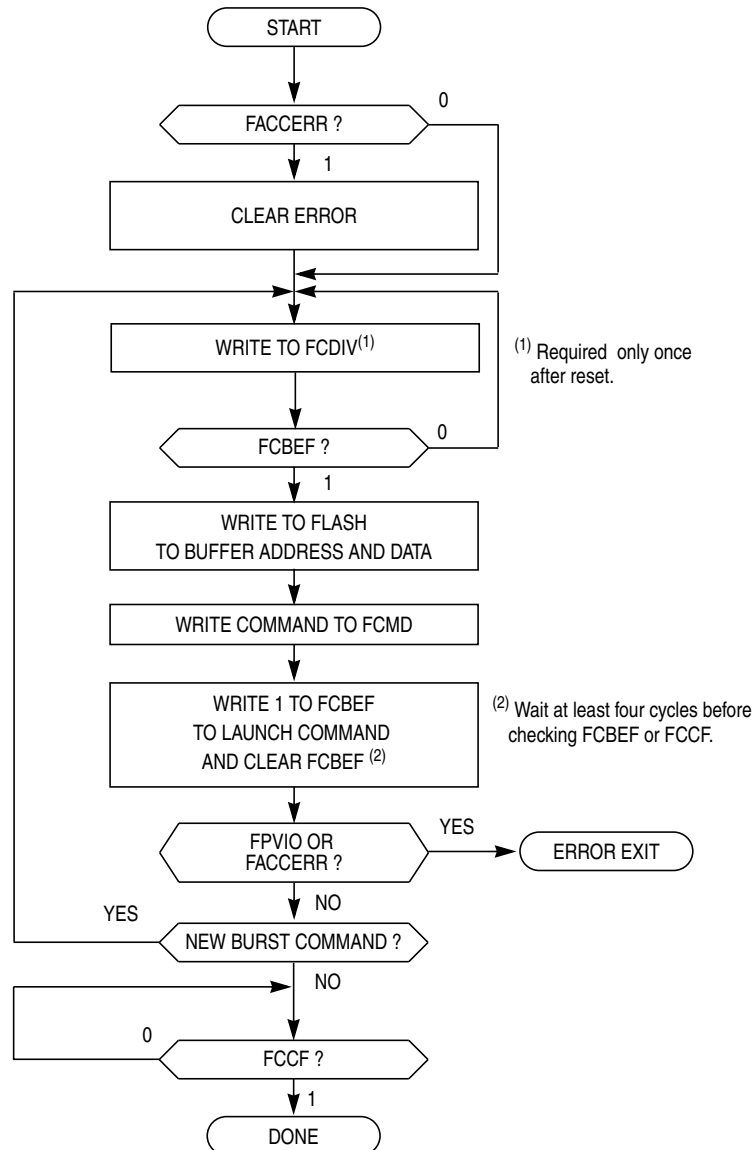 START
0
FACCERR ?
1
CLEAR ERROR
WRITE TO FCDIV(1)
(1) Required only once
after reset.
0
FCBEF ?
1
WRITE TO FLASH
TO BUFFER ADDRESS AND DATA
WRITE COMMAND TO FCMD
WRITE 1 TO FCBEF
TO LAUNCH COMMAND
AND CLEAR FCBEF (2)
(2) Wait at least four cycles before
checking FCBEF or FCCF.
FPVIO OR
FACCERR ?
YES
ERROR EXIT
NO
YES
NEW BURST COMMAND ?
NO
0
FCCF ?
1
DONE